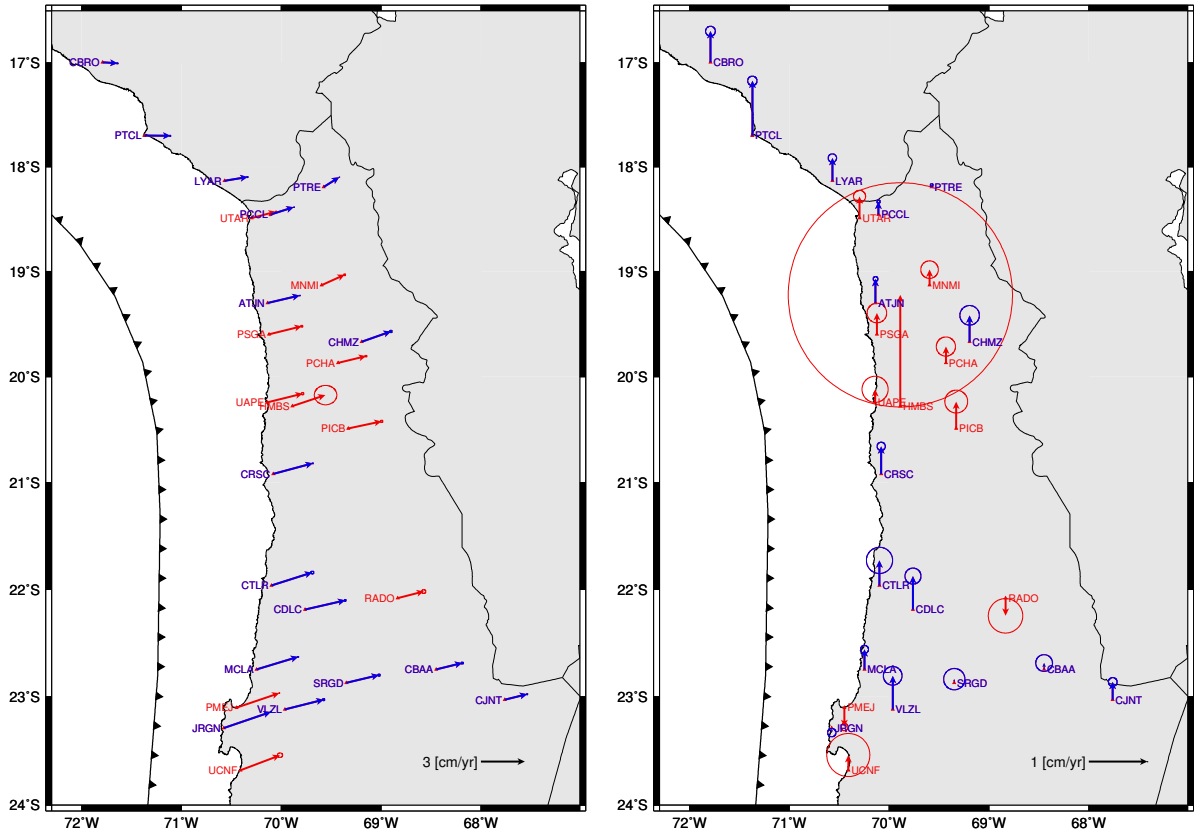 17°S
18°S
19°S
20°S
21°S
22°S
23°S
24°S
72°W
71°W
70°W
69°W
68°W
CBRO
PTCL
LYAR
PTRE
PCCL
UTAR
MNMI
ATJN
PSGA
CHMZ
PCHA
UAPE
HMBS
PICB
CRSC
CTLR
CDLC
RADO
MCLA
CBAA
SRGD
CJNT
PMEJ
VLZL
JRGN
UCNF
3 [cm/yr]
17°S
18°S
19°S
20°S
21°S
22°S
23°S
24°S
72°W
71°W
70°W
69°W
68°W
CBRO
PTCL
LYAR
PTRE
PCCL
UTAR
MNMI
ATJN
PSGA
CHMZ
PCHA
UAPE
HMBS
PICB
CRSC
CTLR
CDLC
RADO
MCLA
CBAA
SRGD
CJNT
PMEJ
VLZL
JRGN
UCNF
1 [cm/yr]